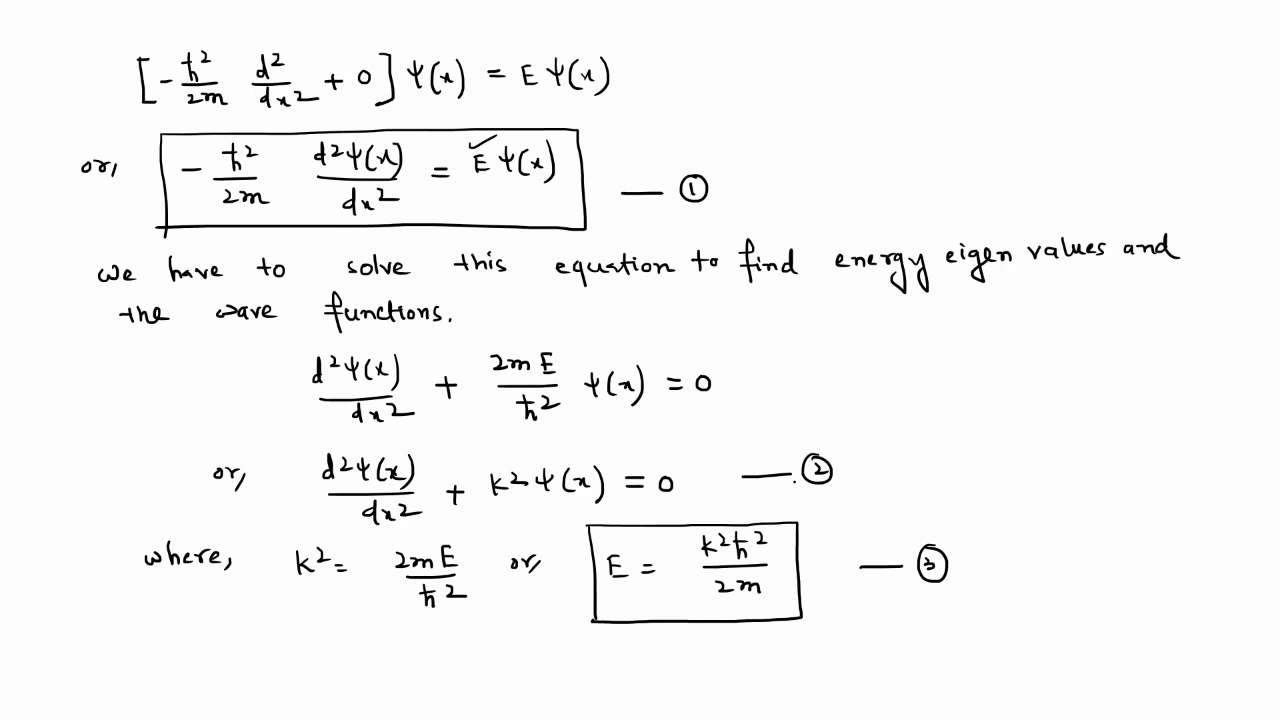 [-ħ²/2m d²/dx² + 0] Ψ(x) = E Ψ(x)
or, -ħ²/2m d²Ψ(x)/dx² = E Ψ(x) — ①
we have to solve this equation to find energy eigen values and
the wave functions.
d²Ψ(x)/dx² + 2mE/ħ² Ψ(x) = 0
or, d²Ψ(x)/dx² + k² Ψ(x) = 0 — ②
where, k² = 2mE/ħ² or, E = k²ħ²/2m — ③